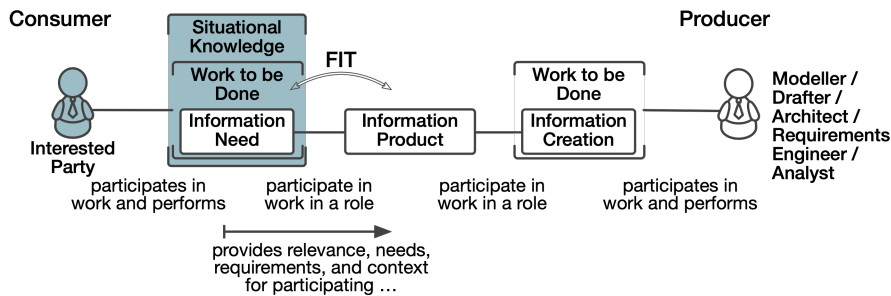 Consumer
Producer
Situational
Knowledge
FIT
Work to be
Done
Work to be
Done
Information
Need
Information
Product
Information
Creation
Interested
Party
Modeller /
Drafter /
Architect /
Requirements
Engineer /
Analyst
participates in
work and performs
participate in
work in a role
participate in
work in a role
participates in
work and performs
provides relevance, needs,
requirements, and context
for participating …